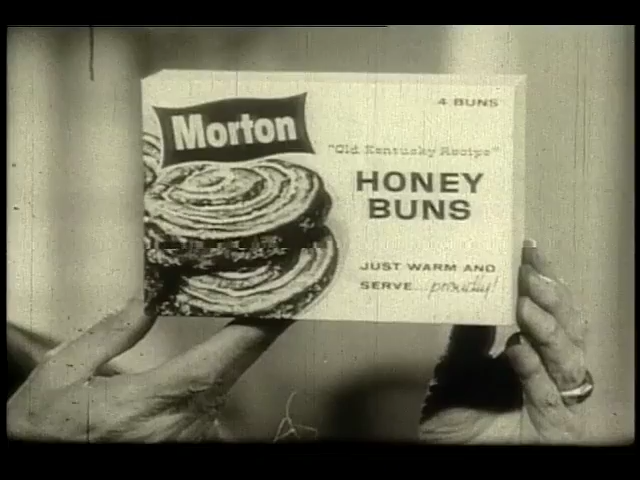 4 BUNS
Morton
"Old Kentucky Recipe"
HONEY
BUNS
JUST WARM AND
SERVE...proudly!